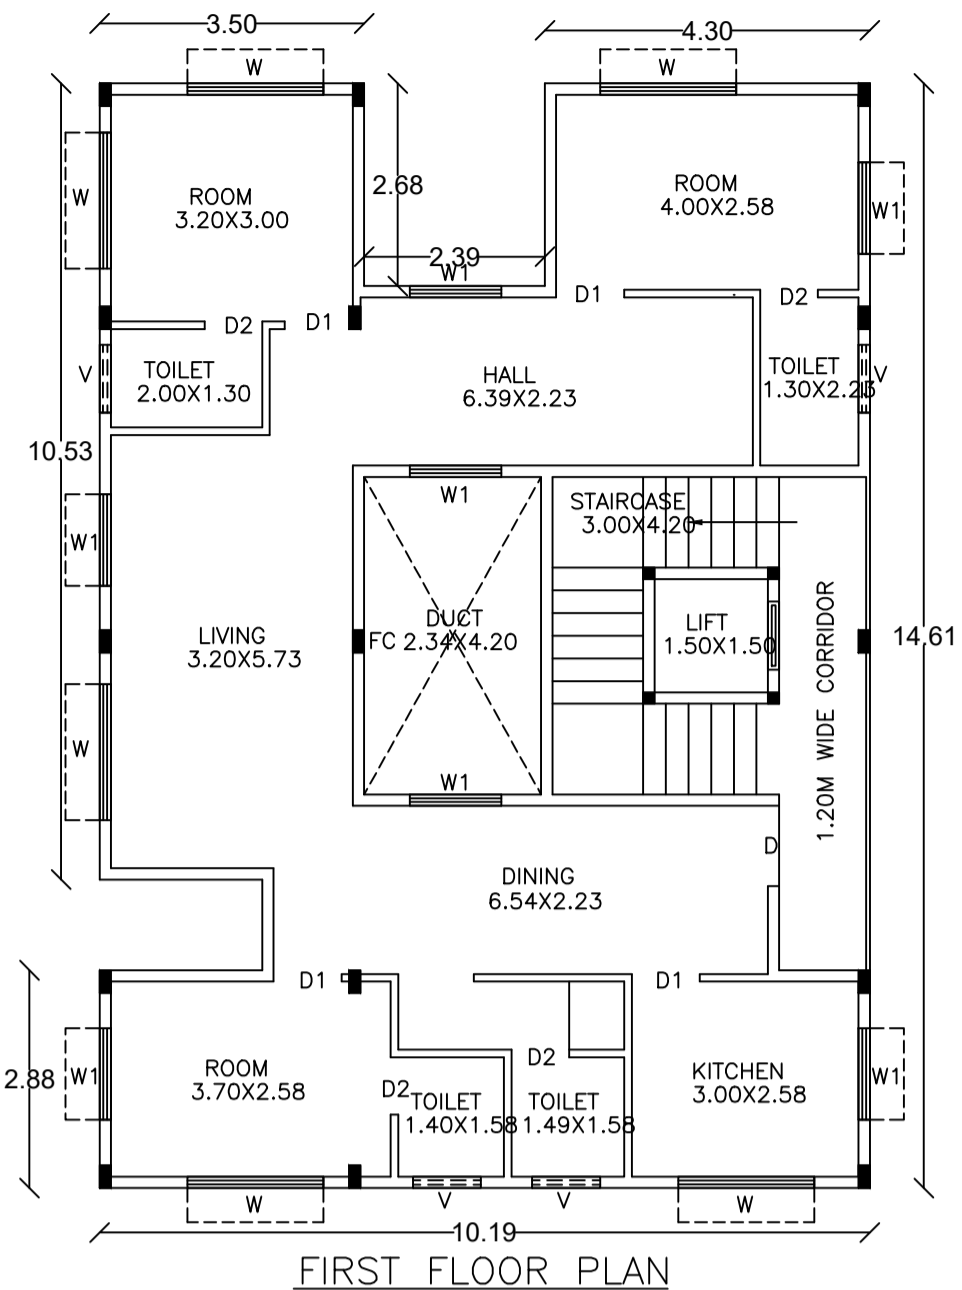 3.50
4.30
W
W
W
ROOM
3.20X3.00
2.68
ROOM
4.00X2.58
W1
2.39
W1
D1
D2
D2
D1
V
TOILET
2.00X1.30
HALL
6.39X2.23
TOILET
1.30X2.23
V
10.53
W1
STAIRCASE
3.00X4.20
W1
DUCT
FC 2.34X4.20
LIFT
1.50X1.50
1.20M WIDE CORRIDOR
14.61
LIVING
3.20X5.73
W
W1
D
DINING
6.54X2.23
D1
D1
2.88
W1
ROOM
3.70X2.58
D2
D2
TOILET
1.40X1.58
TOILET
1.49X1.58
KITCHEN
3.00X2.58
W1
W
V
V
W
10.19
FIRST FLOOR PLAN